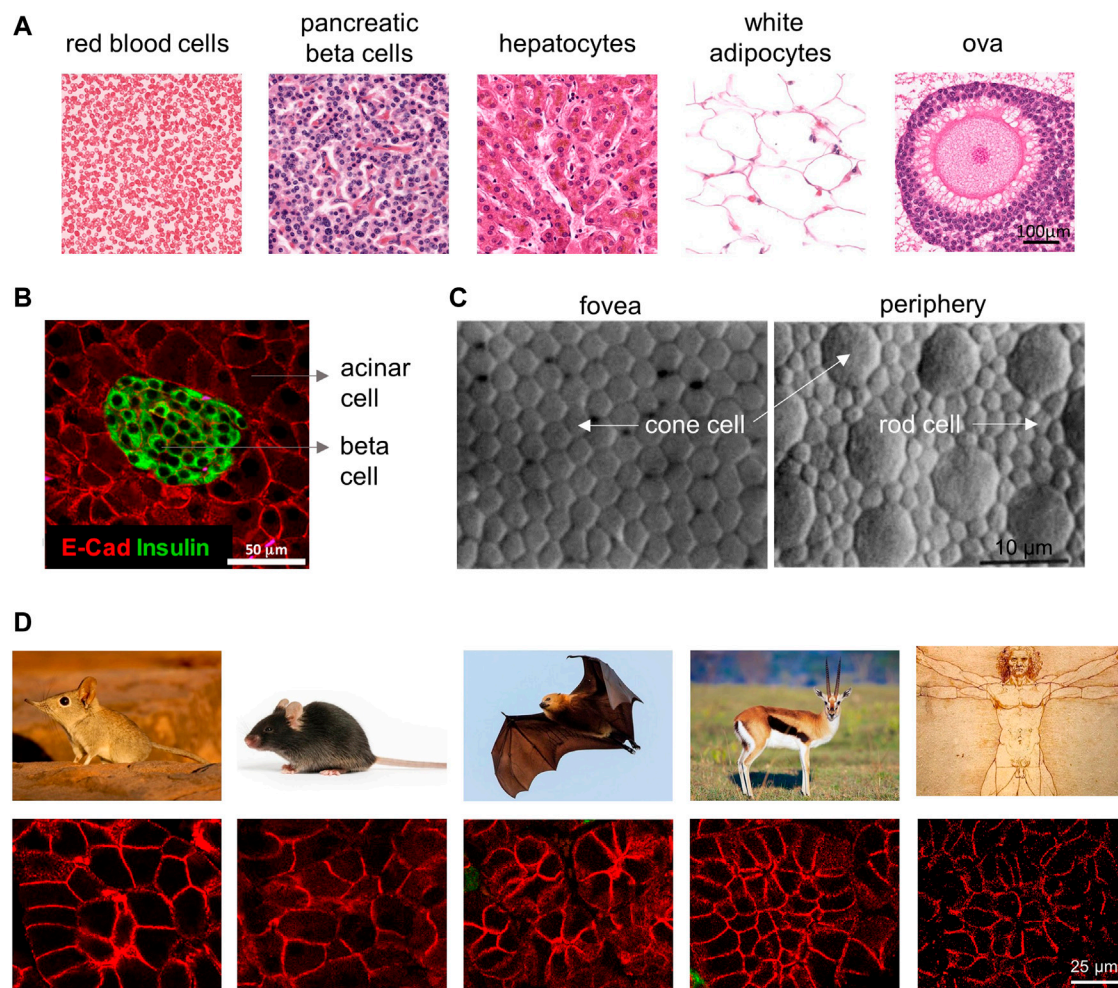 A
red blood cells
pancreatic
beta cells
hepatocytes
white
adipocytes
ova
100µm
B
acinar
cell
beta
cell
E-Cad Insulin
50 µm
C
fovea
periphery
cone cell
rod cell
10 µm
D
25 µm